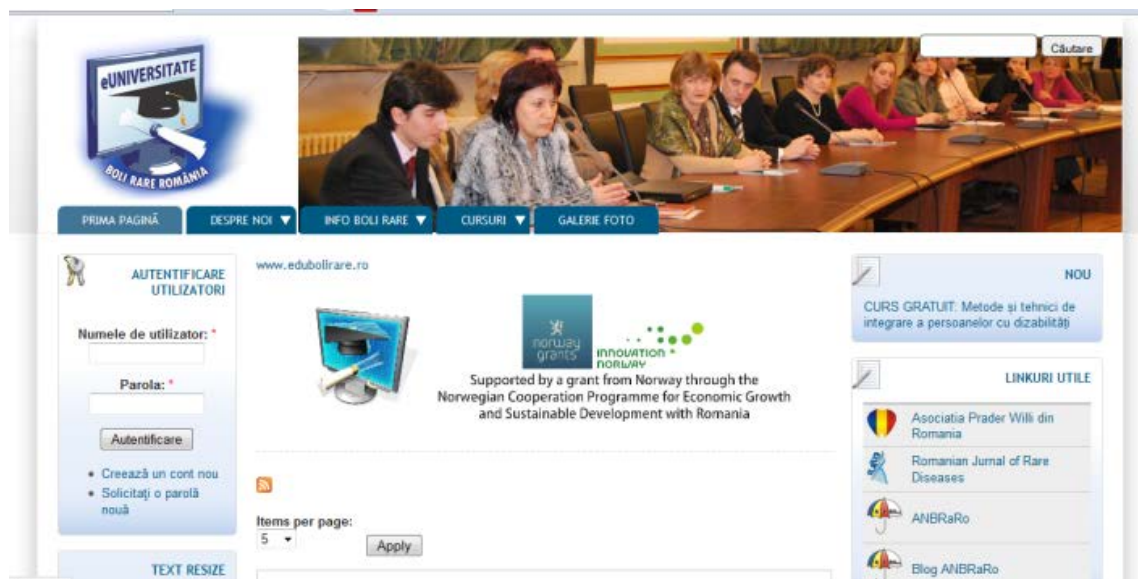 eUNIVERSITATE
BOLI RARE ROMÂNIA
Căutare
PRIMA PAGINĂ
DESPRE NOI ▼
INFO BOLI RARE ▼
CURSURI ▼
GALERIE FOTO
AUTENTIFICARE
UTILIZATORI
Numele de utilizator: *
Parola: *
Autentificare
Creează un cont nou
Solicitați o parolă
nouă
TEXT RESIZE
www.edubolirare.ro
norway
grants
INNOVATION
NORWAY
Supported by a grant from Norway through the
Norwegian Cooperation Programme for Economic Growth
and Sustainable Development with Romania
Items per page:
5
Apply
NOU
CURS GRATUIT: Metode și tehnici de
integrare a persoanelor cu dizabilități
LINKURI UTILE
Asociatia Prader Willi din
Romania
Romanian Jurnal of Rare
Diseases
ANBRaRo
Blog ANBRaRo